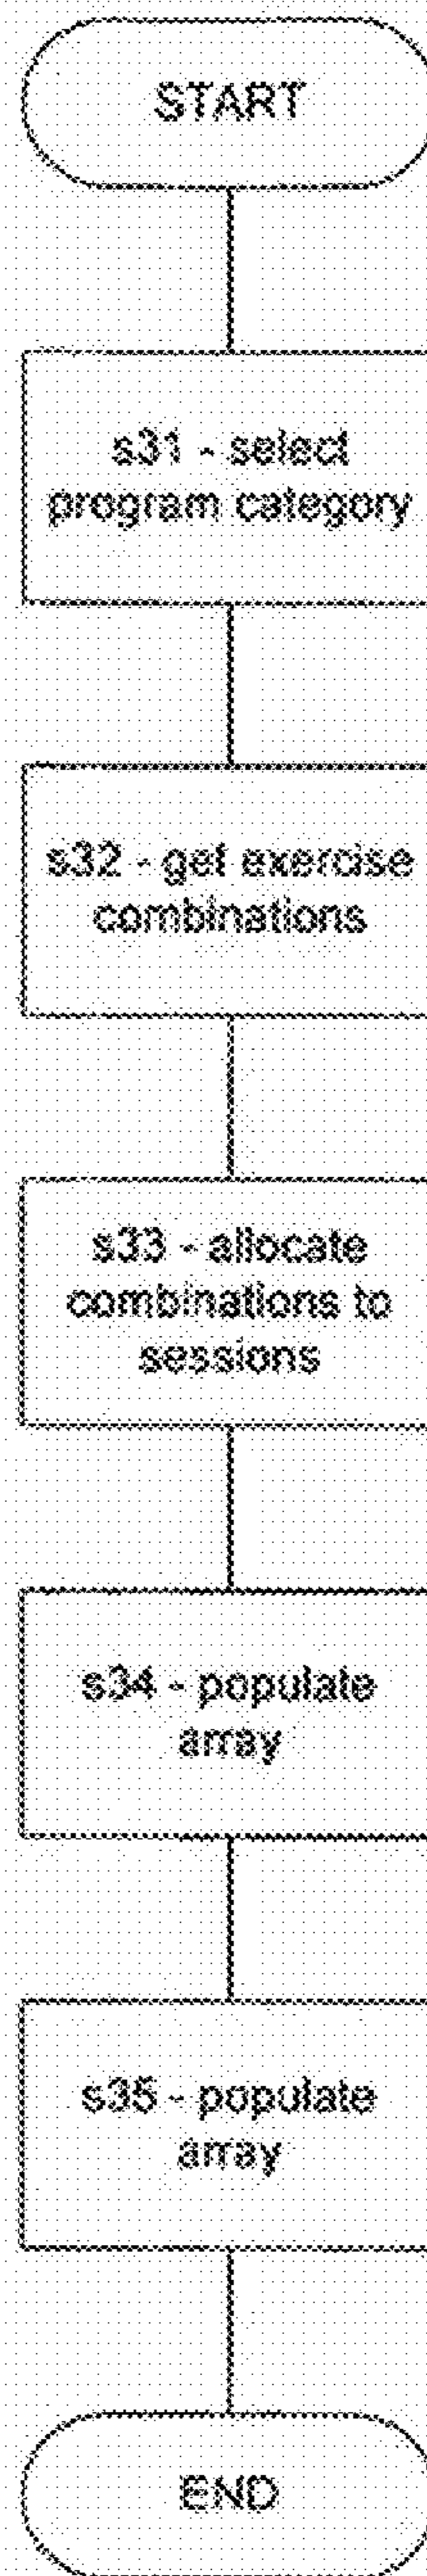 START
s31 - select
program category
s32 - get exercise
combinations
s33 - allocate
combinations to
sessions
s34 - populate
array
s35 - populate
array
END